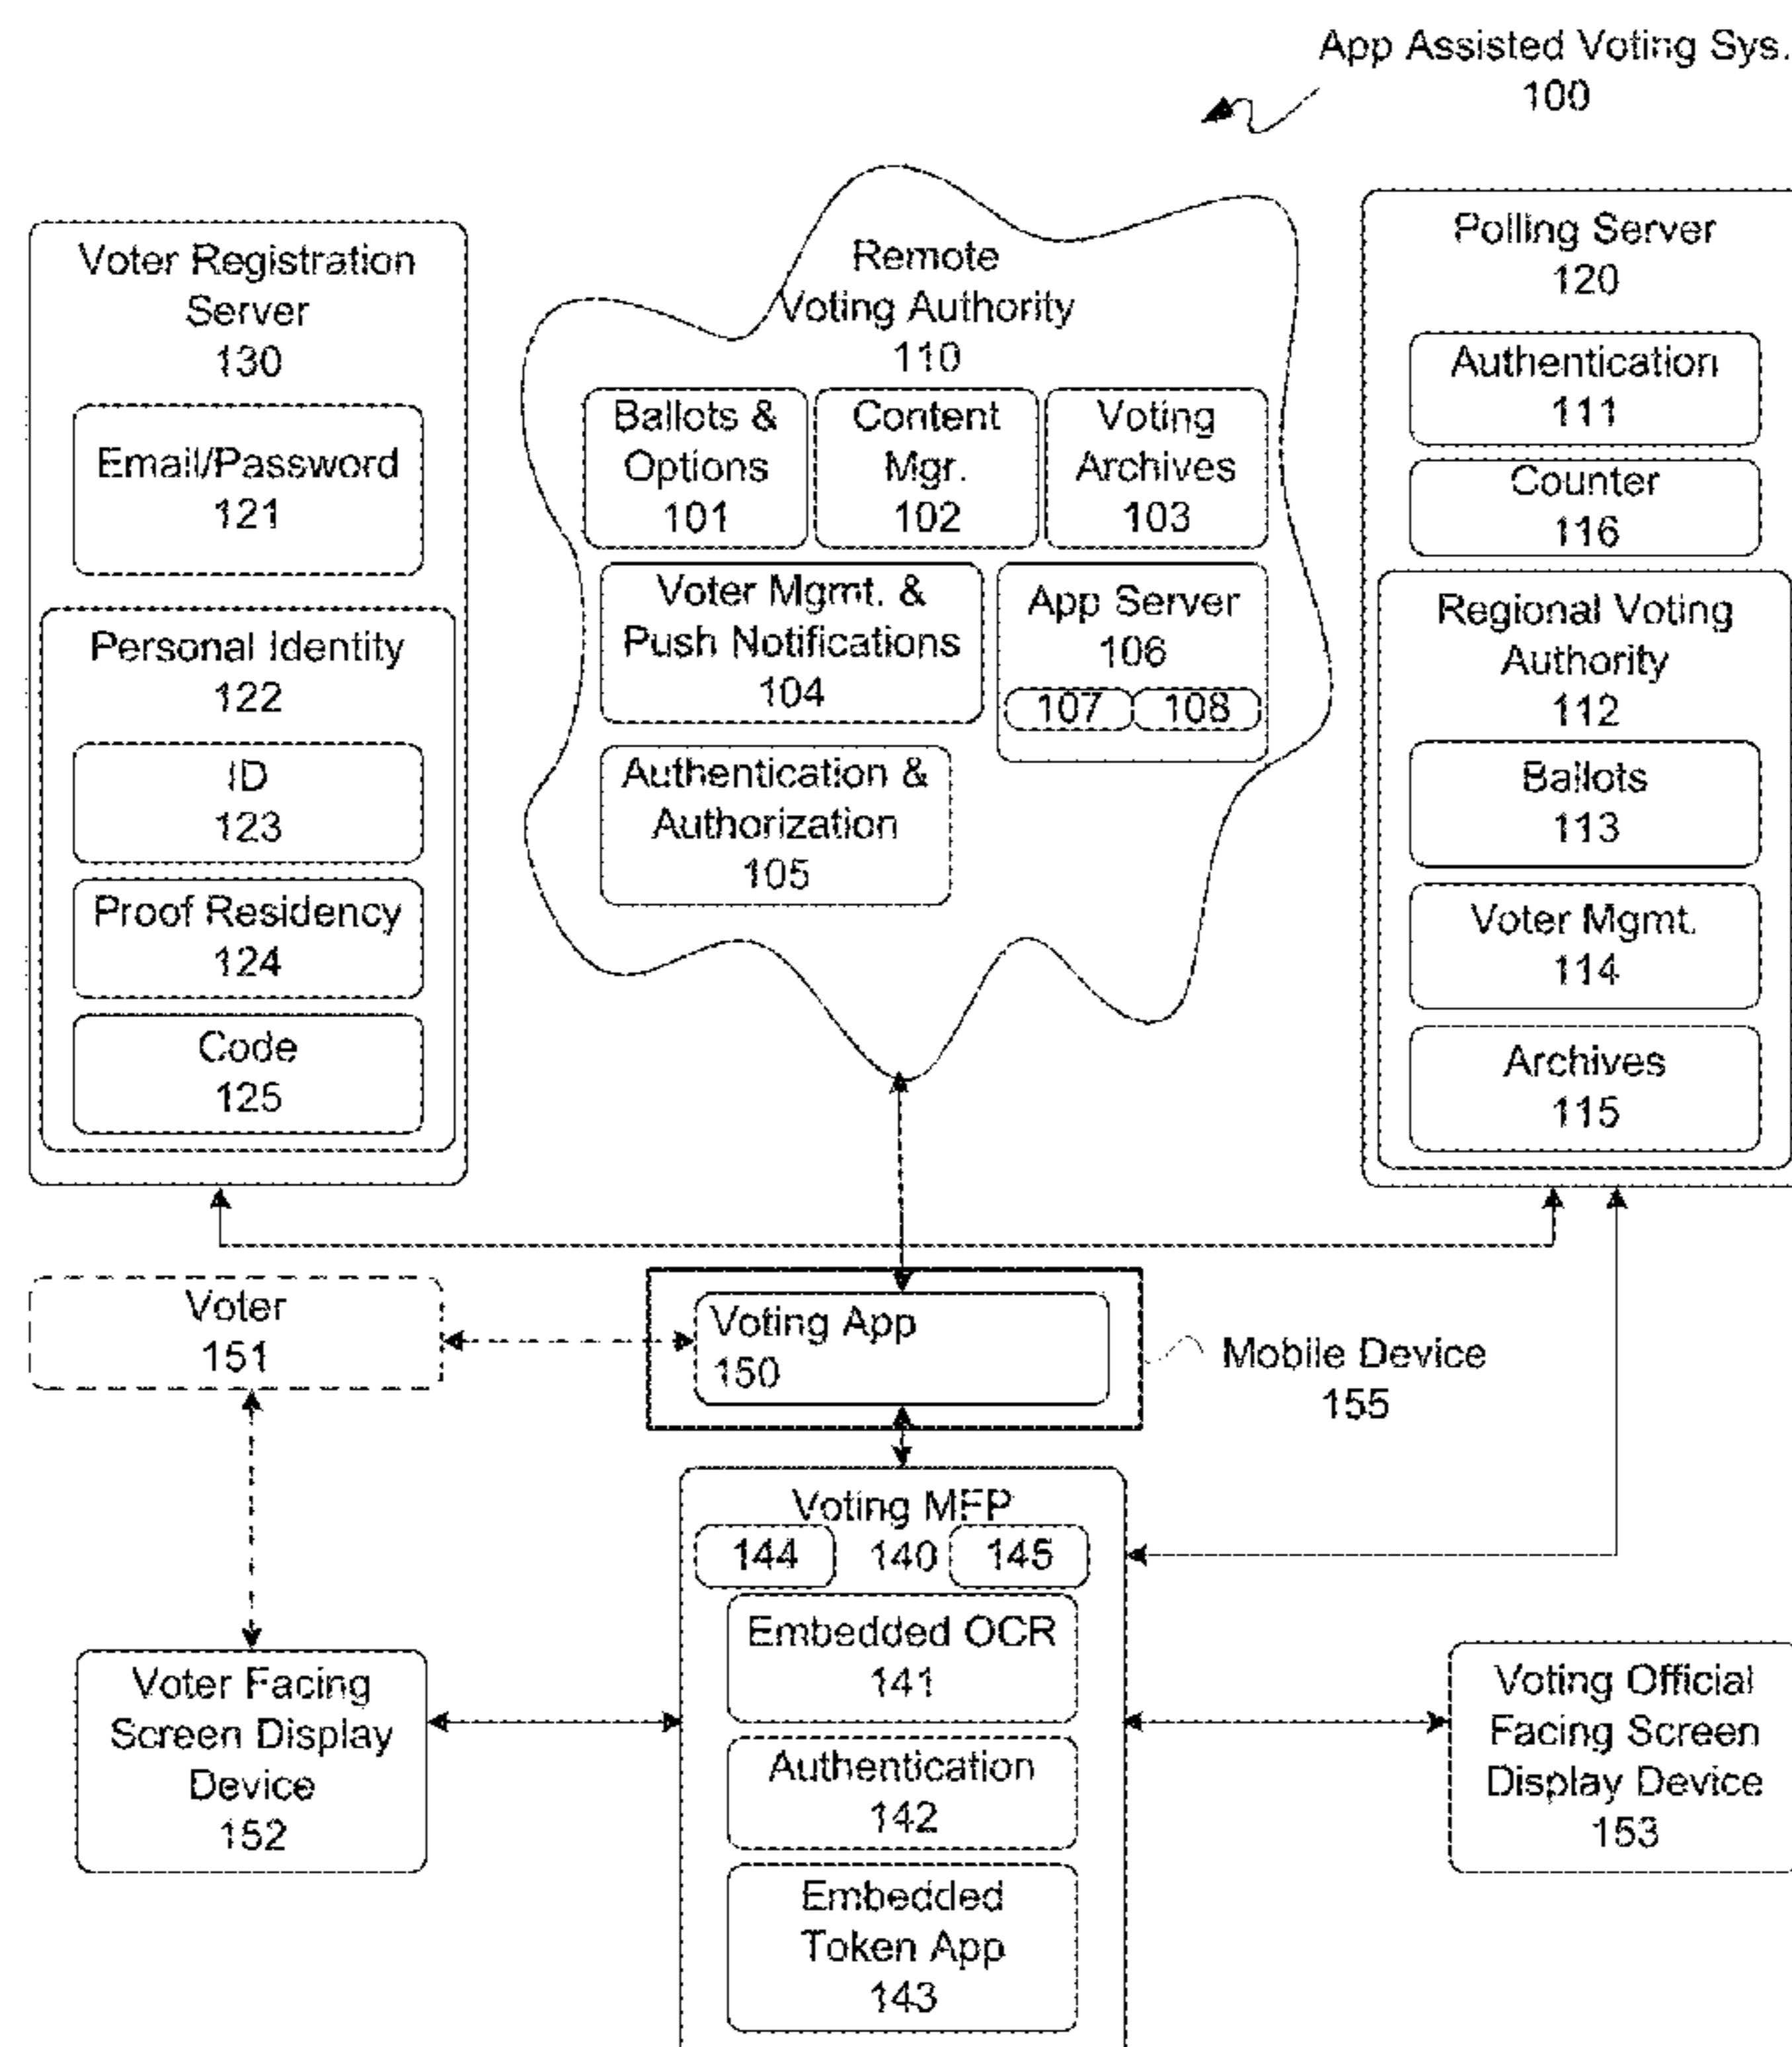 App Assisted Voting Sys.
100
Voter Registration
Server
130
Email/Password
121
Personal Identity
122
ID
123
Proof Residency
124
Code
125
Remote
Voting Authority
110
Ballots &
Options
101
Content
Mgr.
102
Voting
Archives
103
Voter Mgmt. &
Push Notifications
104
App Server
106
107
108
Authentication &
Authorization
105
Polling Server
120
Authentication
111
Counter
116
Regional Voting
Authority
112
Ballots
113
Voter Mgmt.
114
Archives
115
Voter
151
Voting App
150
Mobile Device
155
Voting MFP
144
140
145
Embedded OCR
141
Authentication
142
Embedded
Token App
143
Voter Facing
Screen Display
Device
152
Voting Official
Facing Screen
Display Device
153